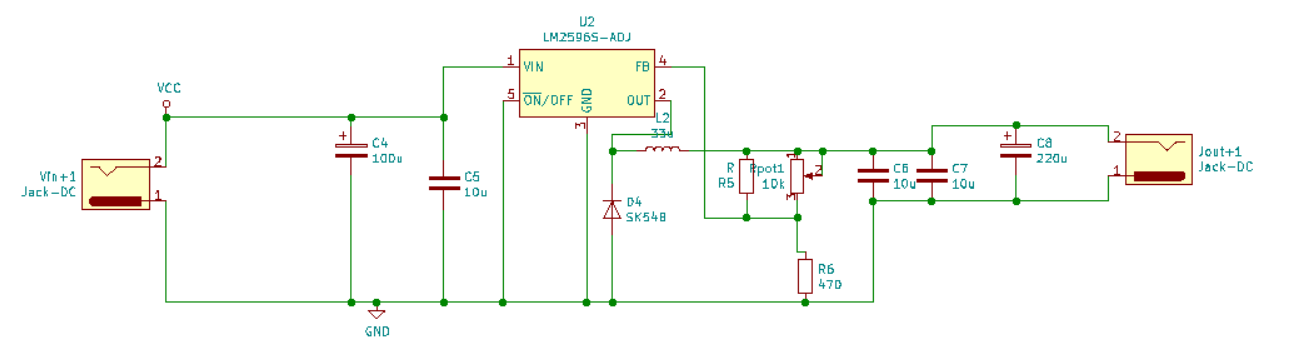 U2
LM2596S-ADJ
1
VIN
FB
4
5
ON/OFF
GND
OUT
2
3
VCC
L2
33u
+
C4
100u
Vin+1
Jack-DC
2
1
C5
10u
R
R5
Rpot1
10k
1
2
3
C6
10u
C7
10u
+
C8
220u
2
1
Jout+1
Jack-DC
D4
SK54B
R6
470
GND